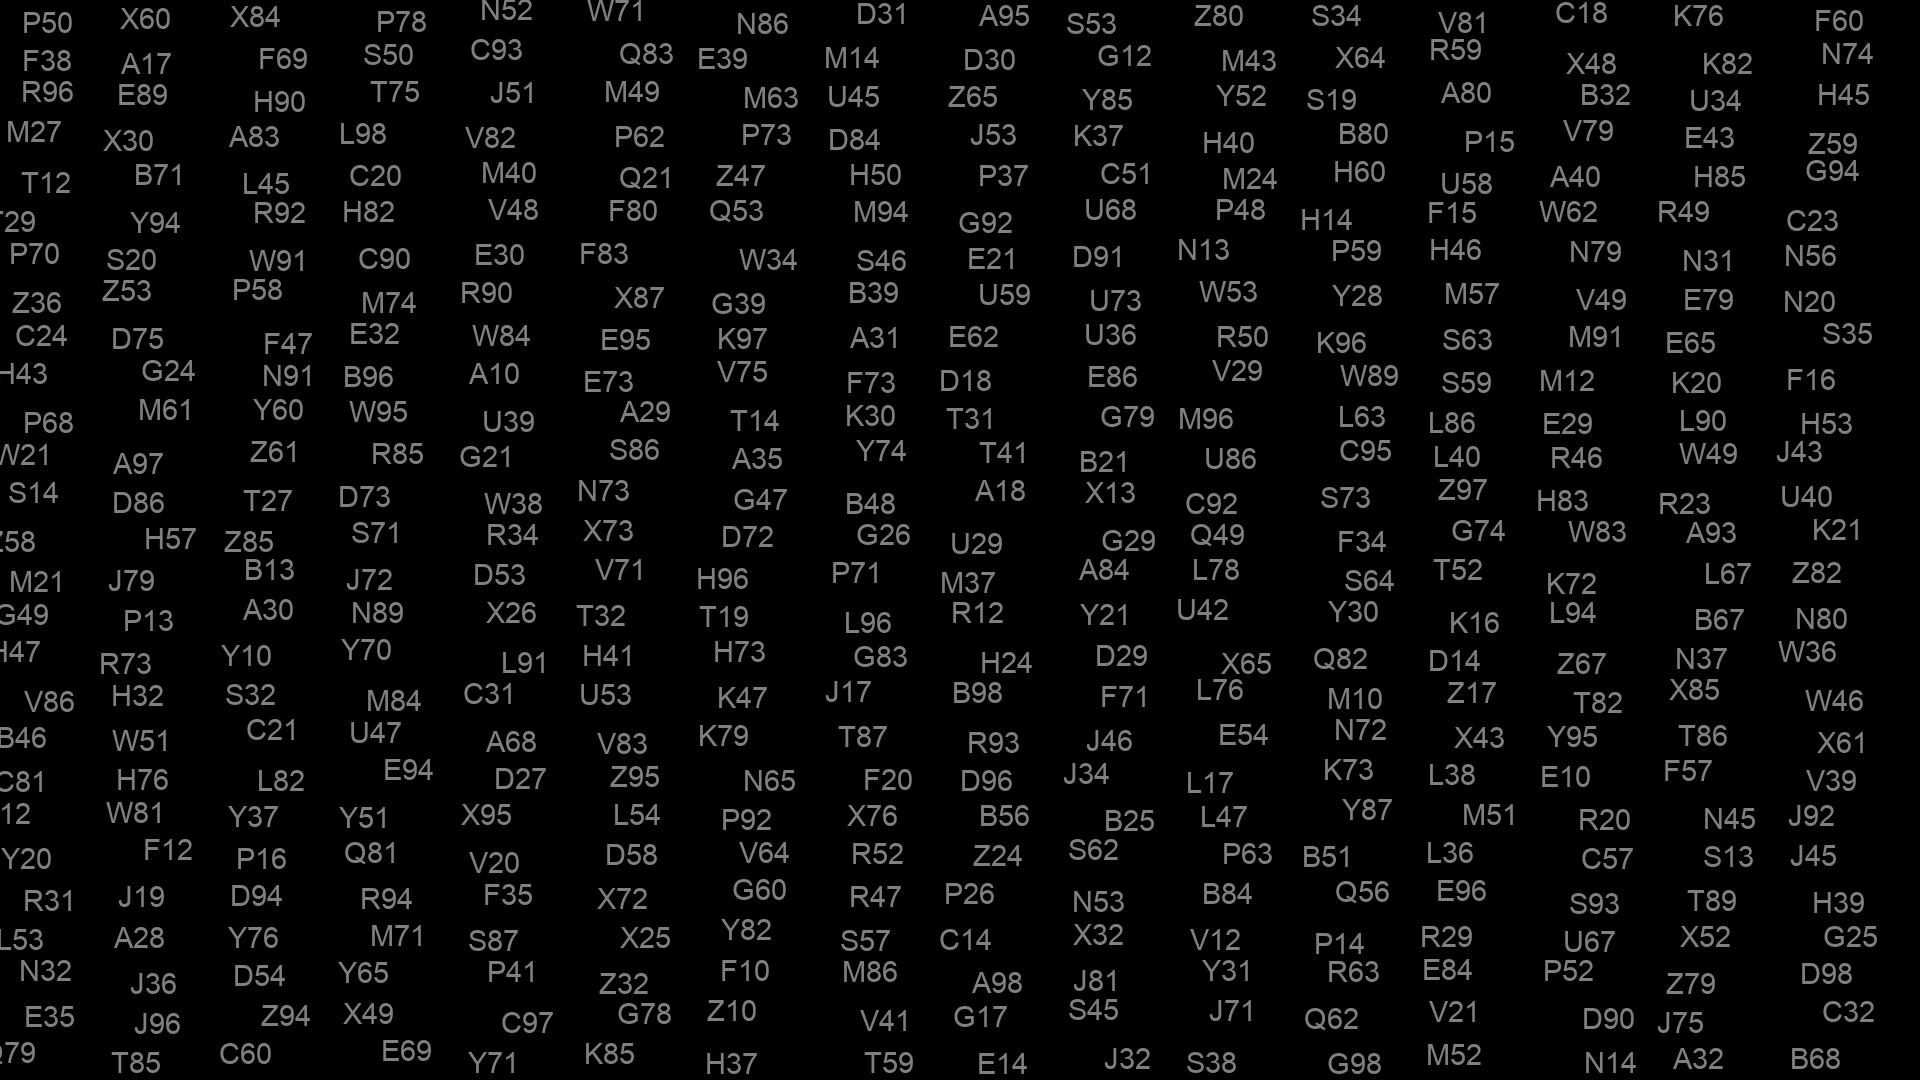 P50 X60 X84 P78 N52 W71 N86 D31 A95 S53 Z80 S34 V81 C18 K76 F60
F38 A17 F69 S50 C93 Q83 E39 M14 D30 G12 M43 X64 R59 X48 K82 N74
R96 E89 H90 T75 J51 M49 M63 U45 Z65 Y85 Y52 S19 A80 B32 U34 H45
M27 X30 A83 L98 V82 P62 P73 D84 J53 K37 H40 B80 P15 V79 E43 Z59
T12 B71 L45 C20 M40 Q21 Z47 H50 P37 C51 M24 H60 U58 A40 H85 G94
Y94 R92 H82 V48 F80 Q53 M94 G92 U68 P48 H14 F15 W62 R49 C23
P70 S20 W91 C90 E30 F83 W34 S46 E21 D91 N13 P59 H46 N79 N31 N56
Z36 Z53 P58 M74 R90 X87 G39 B39 U59 U73 W53 Y28 M57 V49 E79 N20
C24 D75 F47 E32 W84 E95 K97 A31 E62 U36 R50 K96 S63 M91 E65 S35
H43 G24 N91 B96 A10 E73 V75 F73 D18 E86 V29 W89 S59 M12 K20 F16
P68 M61 Y60 W95 U39 A29 T14 K30 T31 G79 M96 L63 L86 E29 L90 H53
W21 A97 Z61 R85 G21 S86 A35 Y74 T41 B21 U86 C95 L40 R46 W49 J43
S14 D86 T27 D73 W38 N73 G47 B48 A18 X13 C92 S73 Z97 H83 R23 U40
Z58 H57 Z85 S71 R34 X73 D72 G26 U29 G29 Q49 F34 G74 W83 A93 K21
M21 J79 B13 J72 D53 V71 H96 P71 M37 A84 L78 S64 T52 K72 L67 Z82
G49 P13 A30 N89 X26 T32 T19 L96 R12 Y21 U42 Y30 K16 L94 B67 N80
H47 R73 Y10 Y70 L91 H41 H73 G83 H24 D29 X65 Q82 D14 Z67 N37 W36
V86 H32 S32 M84 C31 U53 K47 J17 B98 F71 L76 M10 Z17 T82 X85 W46
B46 W51 C21 U47 A68 V83 K79 T87 R93 J46 E54 N72 X43 Y95 T86 X61
C81 H76 L82 E94 D27 Z95 N65 F20 D96 J34 L17 K73 L38 E10 F57 V39
12 W81 Y37 Y51 X95 L54 P92 X76 B56 B25 L47 Y87 M51 R20 N45 J92
Y20 F12 P16 Q81 V20 D58 V64 R52 Z24 S62 P63 B51 L36 C57 S13 J45
R31 J19 D94 R94 F35 X72 G60 R47 P26 N53 B84 Q56 E96 S93 T89 H39
L53 A28 Y76 M71 S87 X25 Y82 S57 C14 X32 V12 P14 R29 U67 X52 G25
N32 J36 D54 Y65 P41 Z32 F10 M86 A98 J81 Y31 R63 E84 P52 Z79 D98
E35 J96 Z94 X49 C97 G78 Z10 V41 G17 S45 J71 Q62 V21 D90 J75 C32
Q79 T85 C60 E69 Y71 K85 H37 T59 E14 J32 S38 G98 M52 N14 A32 B68